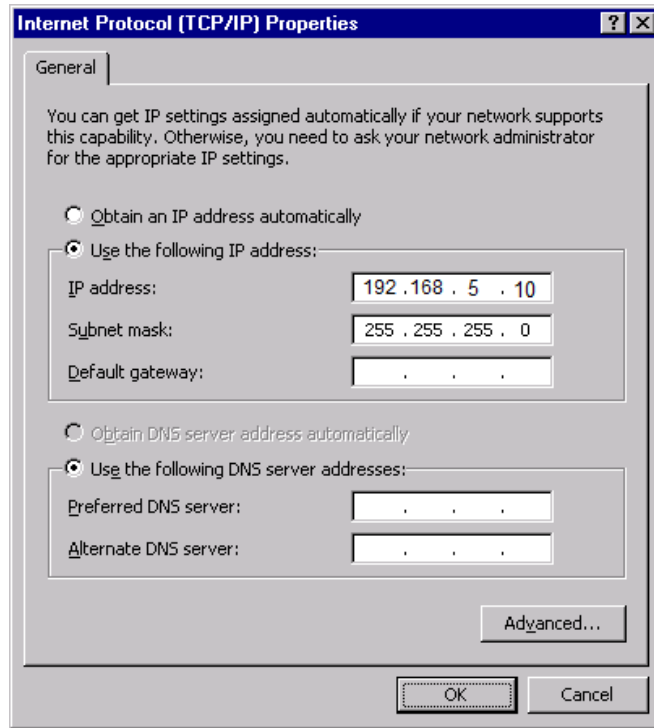 Internet Protocol (TCP/IP) Properties
General
You can get IP settings assigned automatically if your network supports
this capability. Otherwise, you need to ask your network administrator
for the appropriate IP settings.
Obtain an IP address automatically
Use the following IP address:
IP address: 192 .168 . 5 . 10
Subnet mask: 255 . 255 . 255 . 0
Default gateway: . . .
Obtain DNS server address automatically
Use the following DNS server addresses:
Preferred DNS server: . . .
Alternate DNS server: . . .
Advanced...
OK Cancel